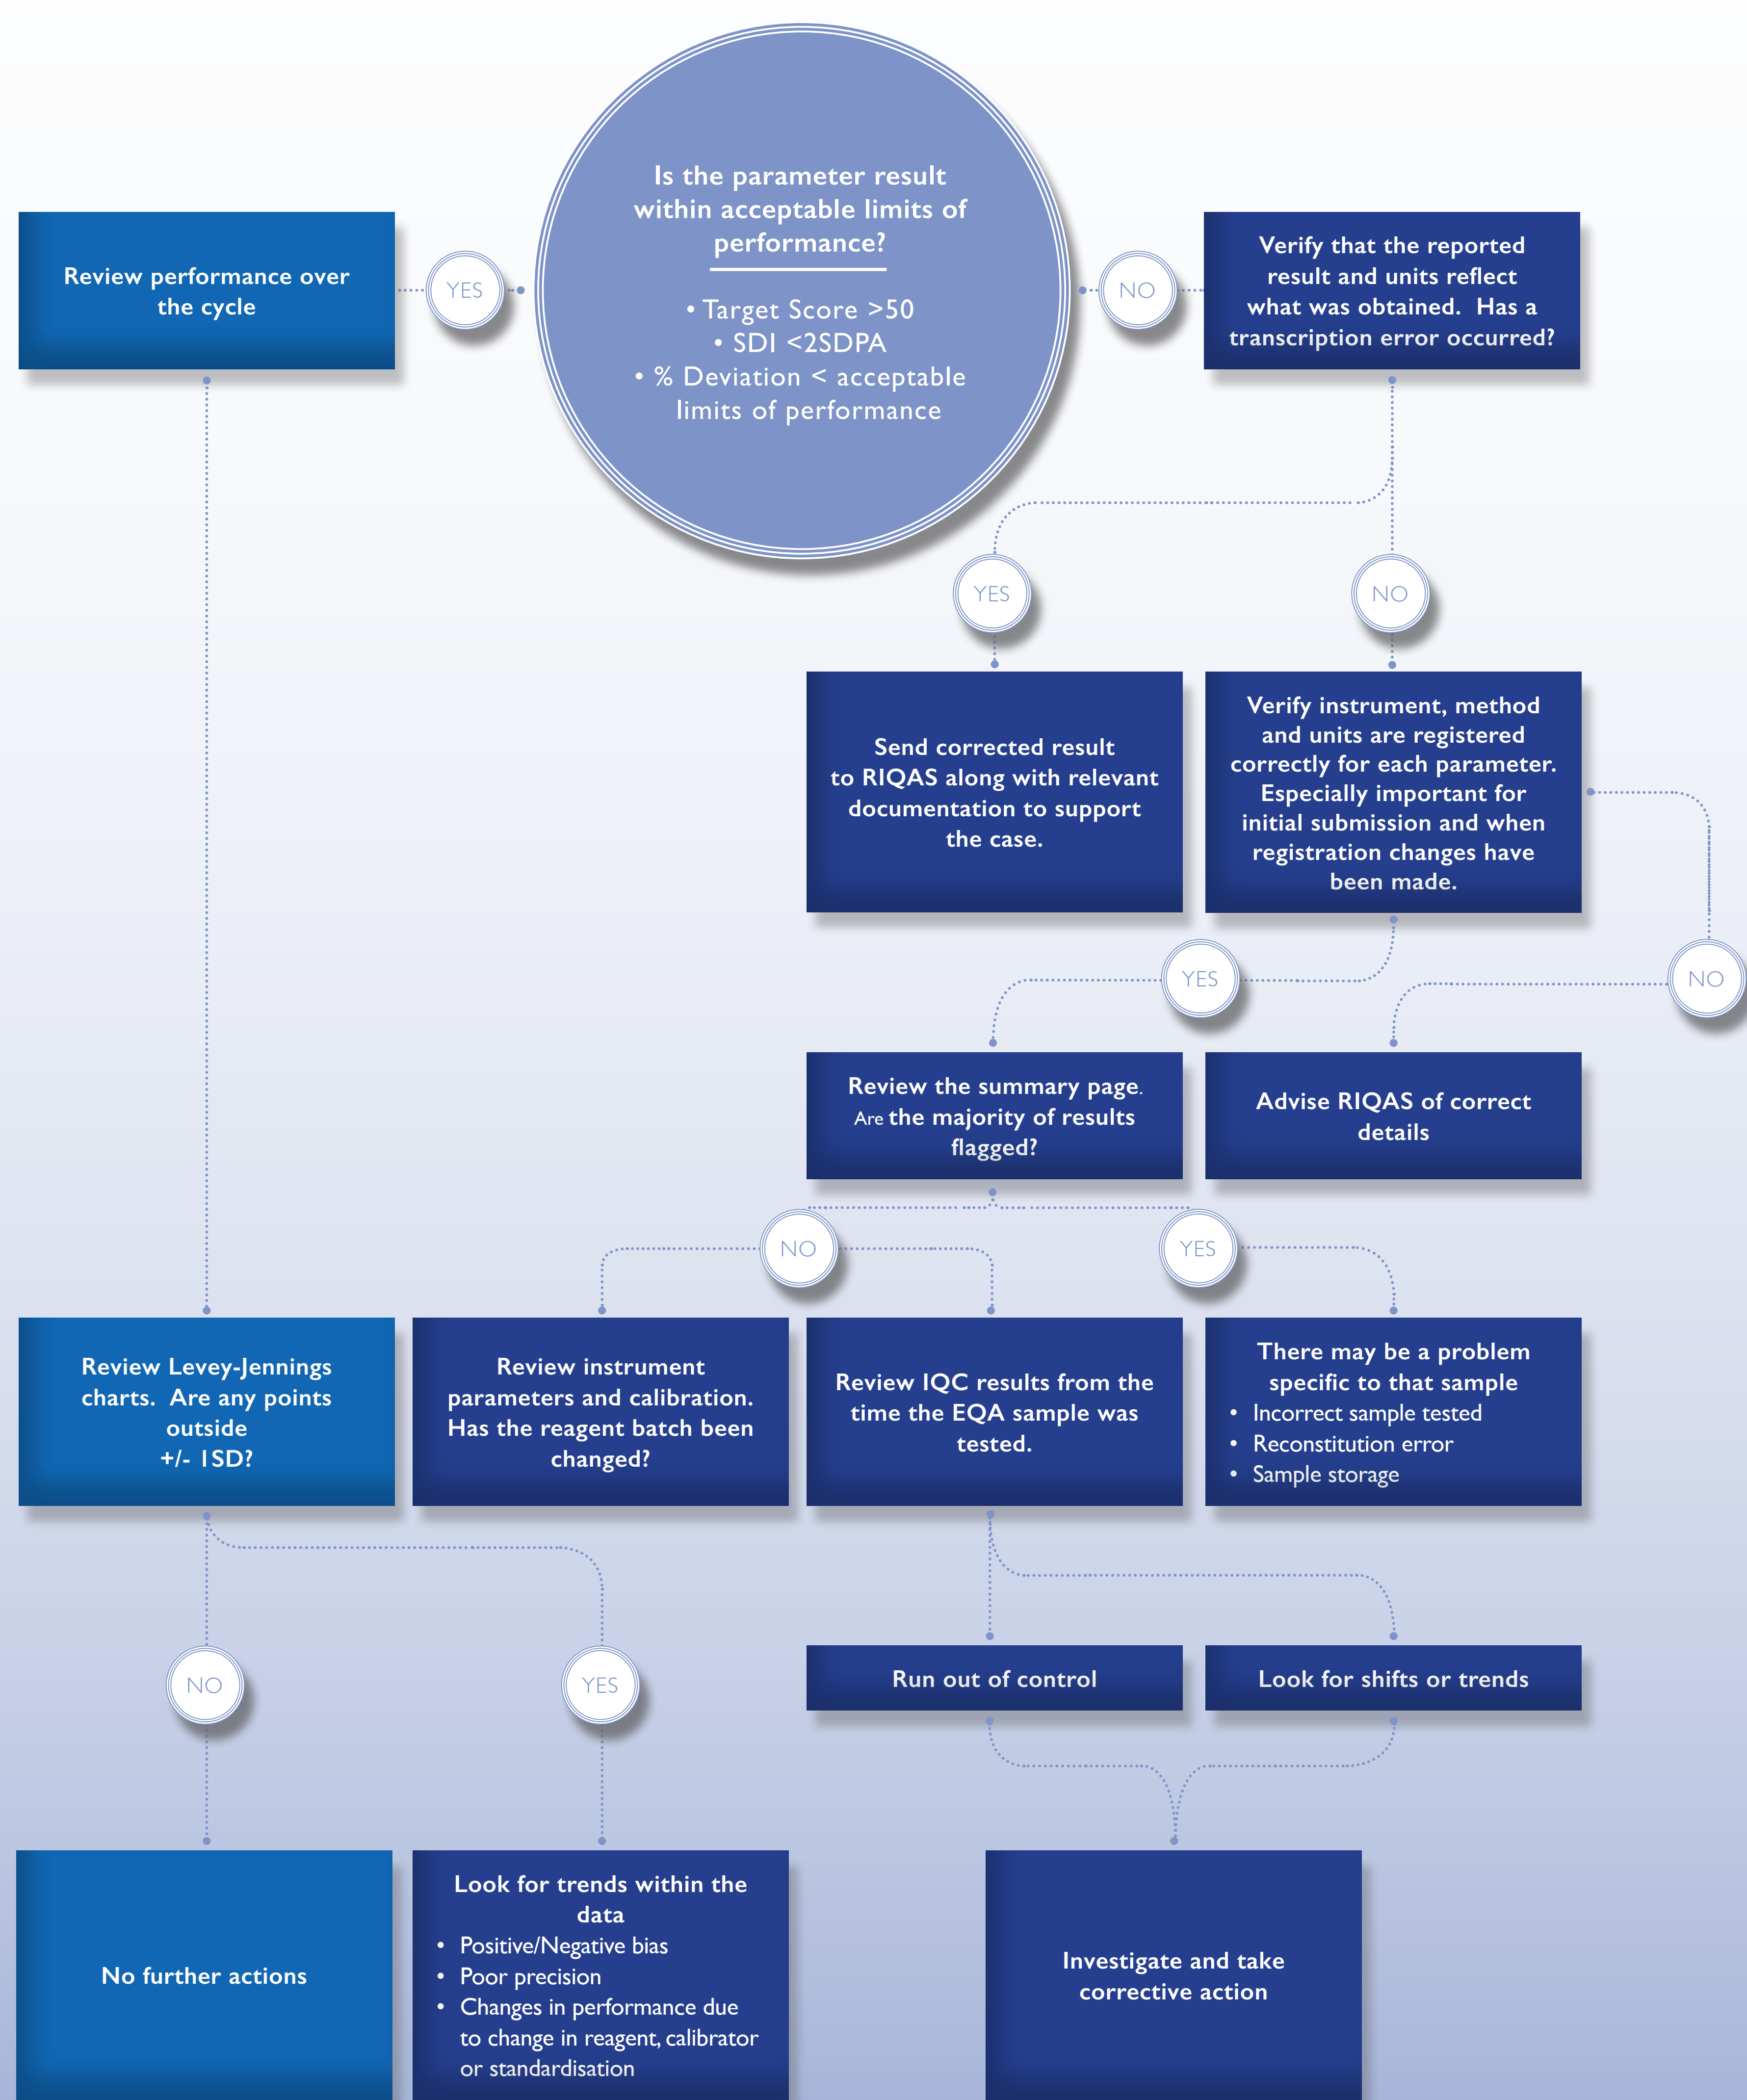 Is the parameter result
within acceptable limits of
performance?
• Target Score >50
• SDI <2SDPA
• % Deviation < acceptable
limits of performance
Review performance over
the cycle
YES
NO
Verify that the reported
result and units reflect
what was obtained.  Has a
transcription error occurred?
YES
NO
Send corrected result
to RIQAS along with relevant
documentation to support
the case.
Verify instrument, method
and units are registered
correctly for each parameter.
Especially important for
initial submission and when
registration changes have
been made.
YES
NO
Review the summary page.
Are the majority of results
flagged?
Advise RIQAS of correct
details
NO
YES
Review Levey-Jennings
charts.  Are any points
outside
+/- 1SD?
Review instrument
parameters and calibration.
Has the reagent batch been
changed?
Review IQC results from the
time the EQA sample was
tested.
There may be a problem
specific to that sample
• Incorrect sample tested
• Reconstitution error
• Sample storage
NO
YES
Run out of control
Look for shifts or trends
No further actions
Look for trends within the
data
• Positive/Negative bias
• Poor precision
• Changes in performance due
to change in reagent, calibrator
or standardisation
Investigate and take
corrective action